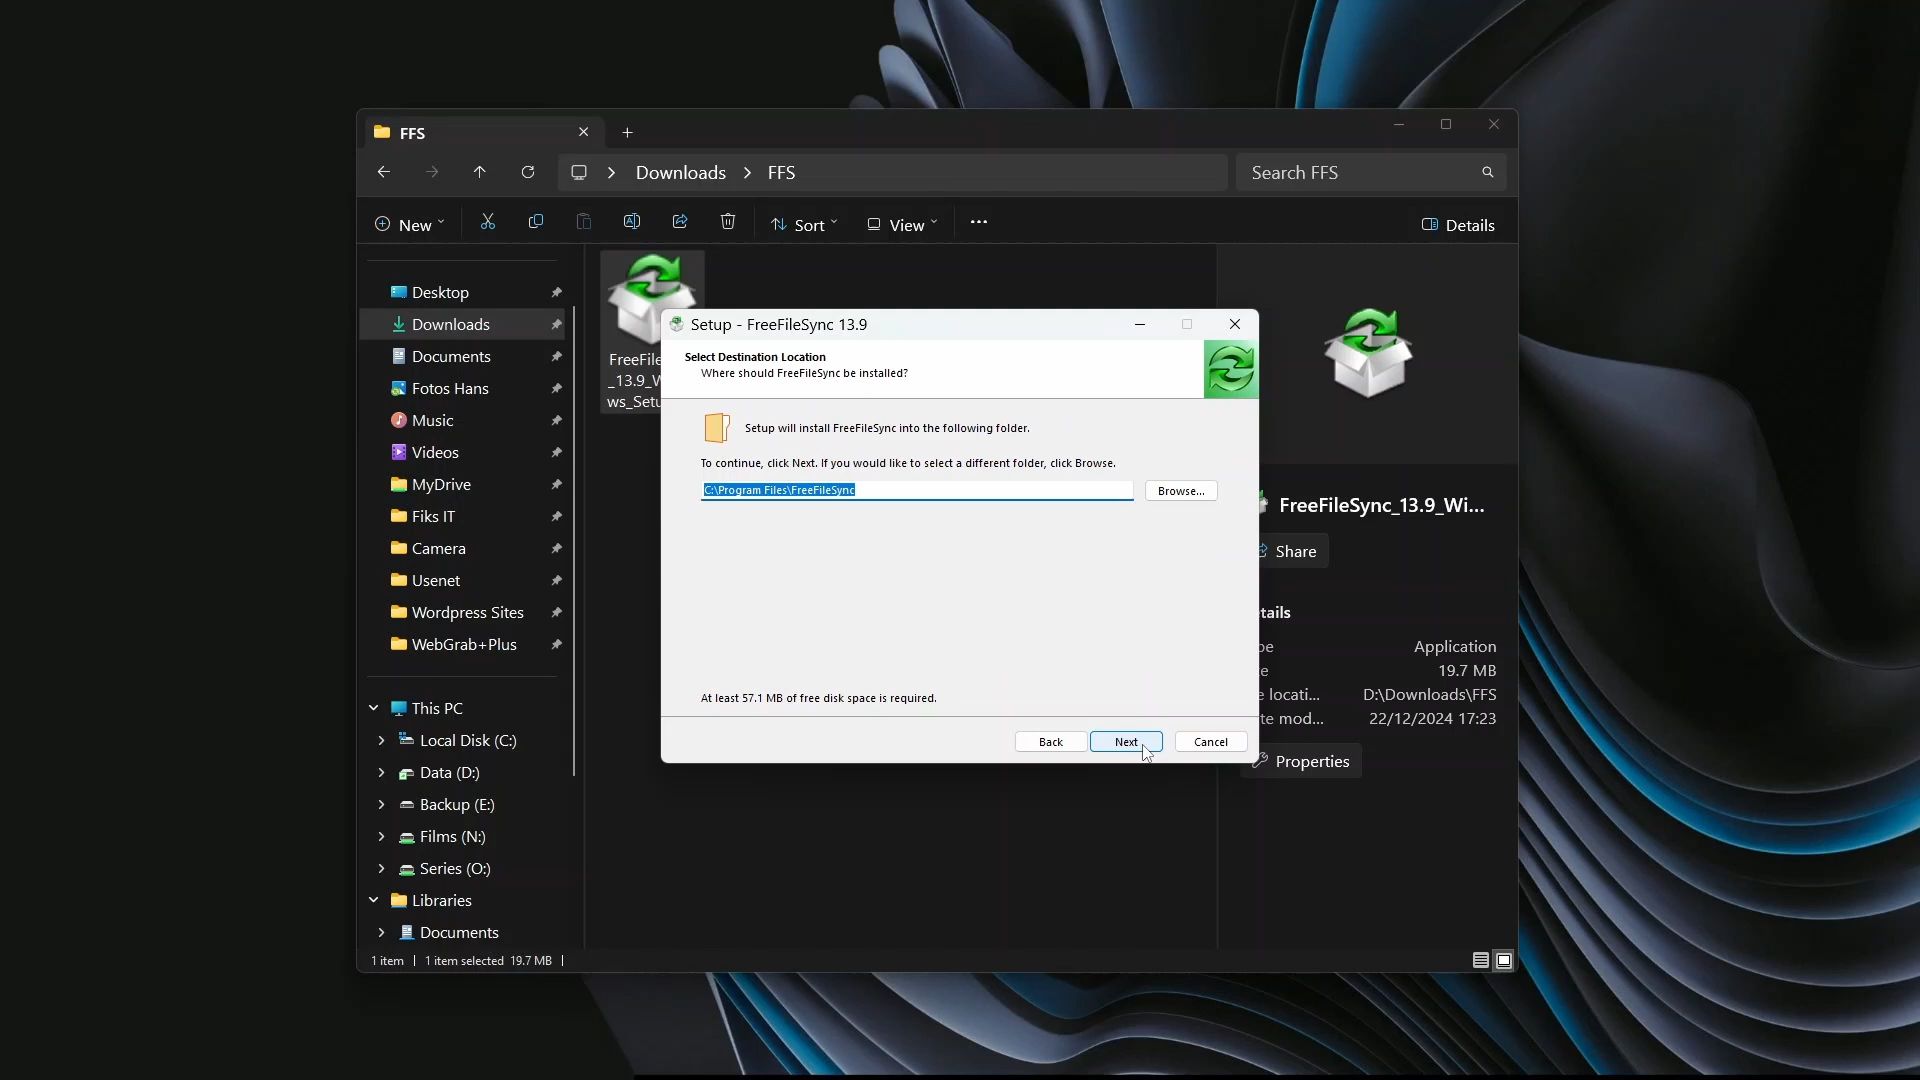 FFS
Downloads
FFS
Search FFS
New
Sort
View
Details
Desktop
Downloads
Documents
Fotos Hans
Music
Videos
MyDrive
Fiks IT
Camera
Usenet
Wordpress Sites
WebGrab+Plus
This PC
Local Disk (C:)
Data (D:)
Backup (E:)
Films (N:)
Series (O:)
Libraries
Documents
FreeFile
_13.9_W
ws_Setu
Setup - FreeFileSync 13.9
Select Destination Location
Where should FreeFileSync be installed?
Setup will install FreeFileSync into the following folder.
To continue, click Next. If you would like to select a different folder, click Browse.
C:\Program Files\FreeFileSync
Browse...
At least 57.1 MB of free disk space is required.
Back
Next
Cancel
FreeFileSync_13.9_Wi...
Share
tails
pe Application
e 19.7 MB
e locati... D:\Downloads\FFS
te mod... 22/12/2024 17:23
Properties
1 item
1 item selected 19.7 MB